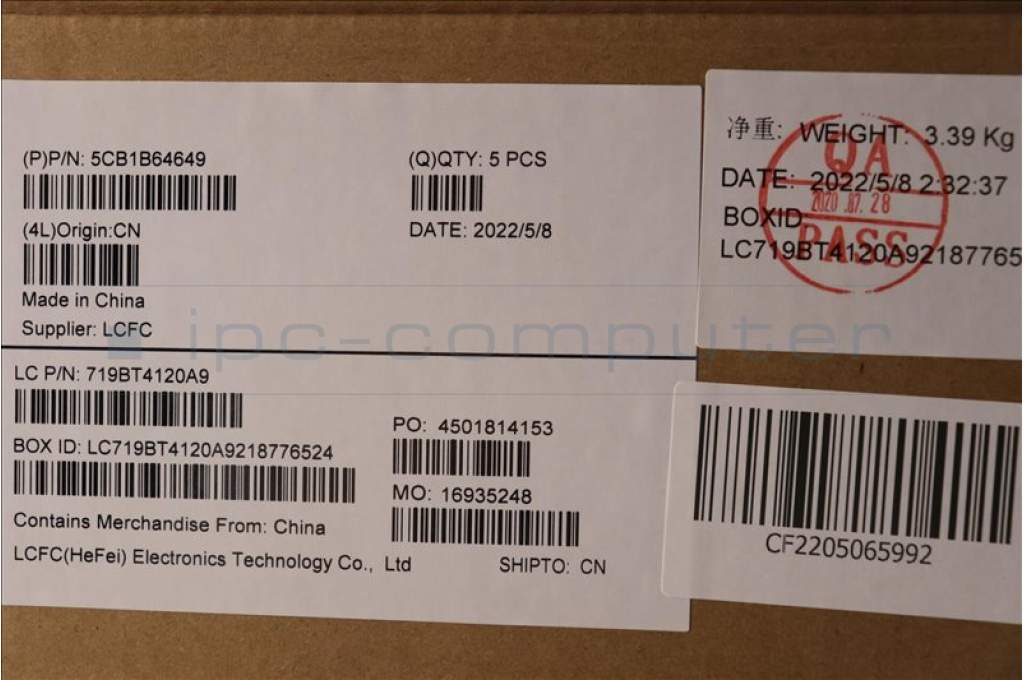 (P)P/N: 5CB1B64649
(Q)QTY: 5 PCS
(4L)Origin:CN
DATE: 2022/5/8
Made in China
Supplier: LCFC
LC P/N: 719BT4120A9
PO: 4501814153
BOX ID: LC719BT4120A9218776524
MO: 16935248
Contains Merchandise From: China
LCFC(HeFei) Electronics Technology Co., Ltd
SHIPTO: CN
净重: WEIGHT: 3.39 Kg
DATE: 2022/5/8 2:32:37
BOXID:
LC719BT4120A92187765
QA
2020.07.28
PASS
CF2205065992
ipc-computer